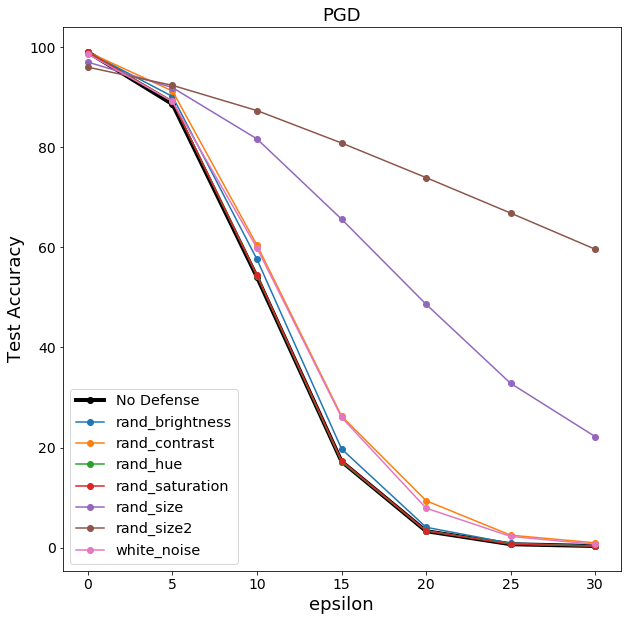 PGD
Test Accuracy
100
80
60
40
20
0
No Defense
rand_brightness
rand_contrast
rand_hue
rand_saturation
rand_size
rand_size2
white_noise
0 5 10 15 20 25 30
epsilon